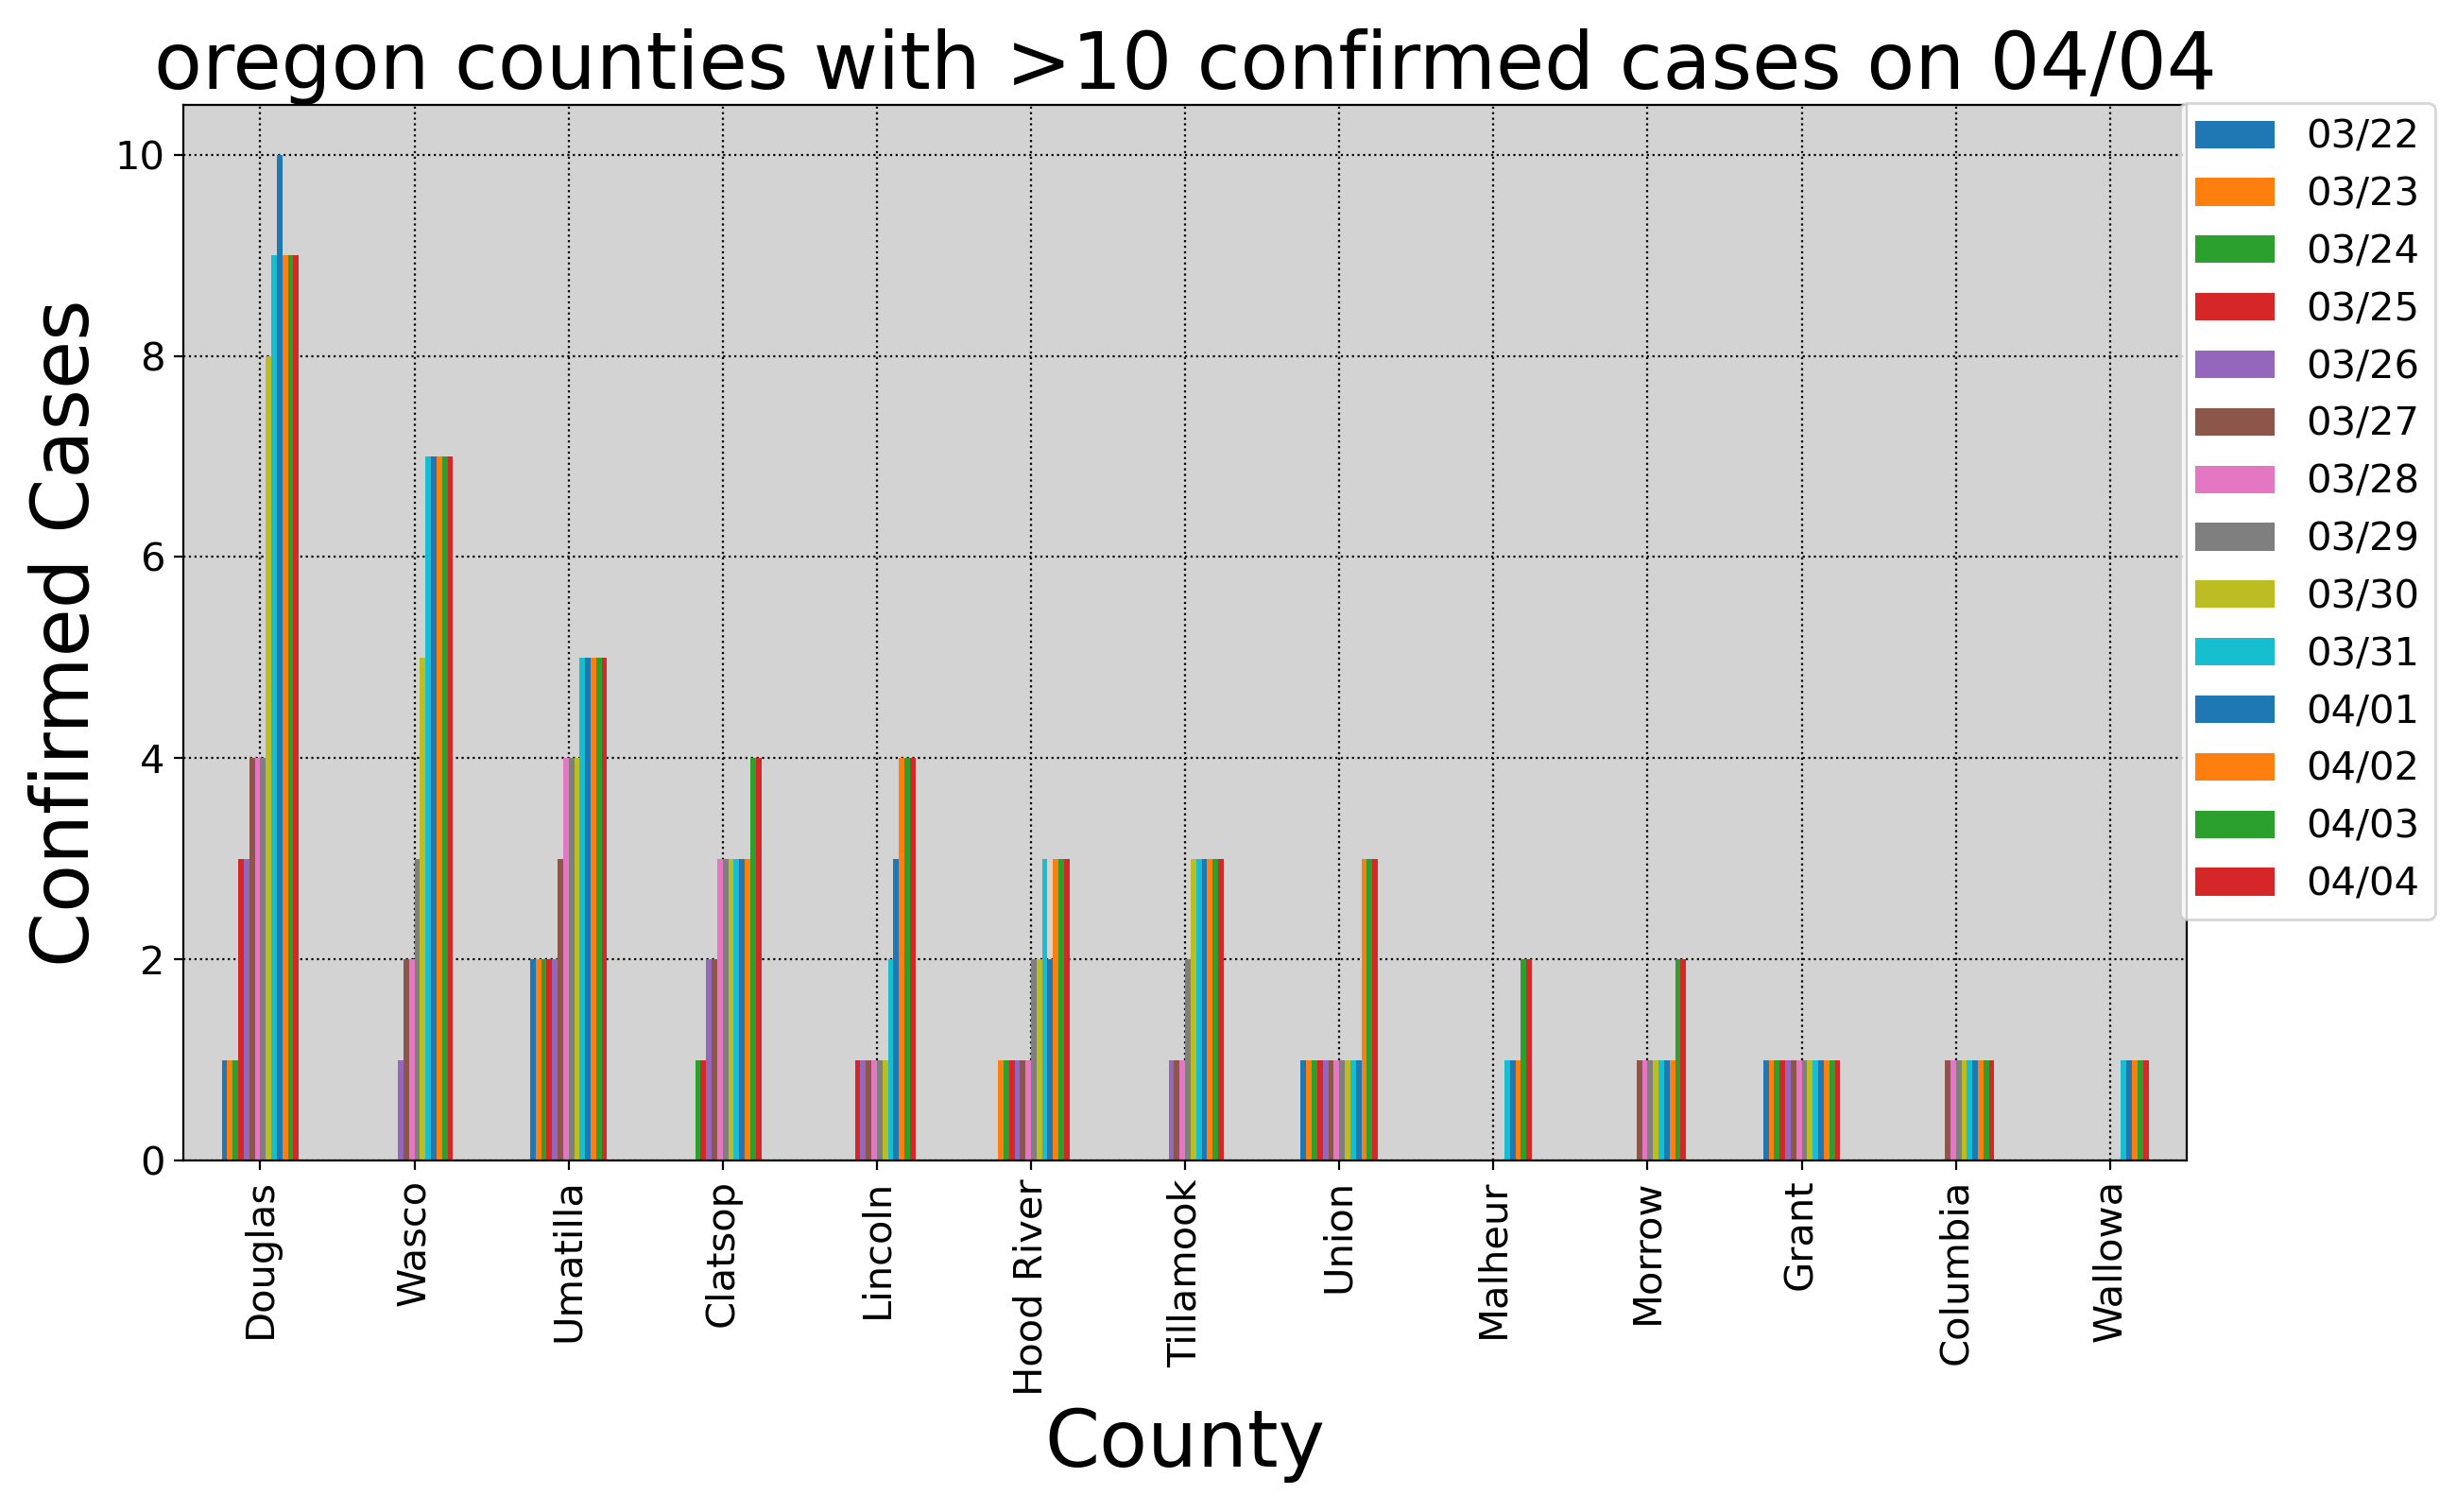 oregon counties with >10 confirmed cases on 04/04
Confirmed Cases
10
8
6
4
2
0
Douglas
Wasco
Umatilla
Clatsop
Lincoln
Hood River
Tillamook
Union
Malheur
Morrow
Grant
Columbia
Wallowa
County
03/22
03/23
03/24
03/25
03/26
03/27
03/28
03/29
03/30
03/31
04/01
04/02
04/03
04/04